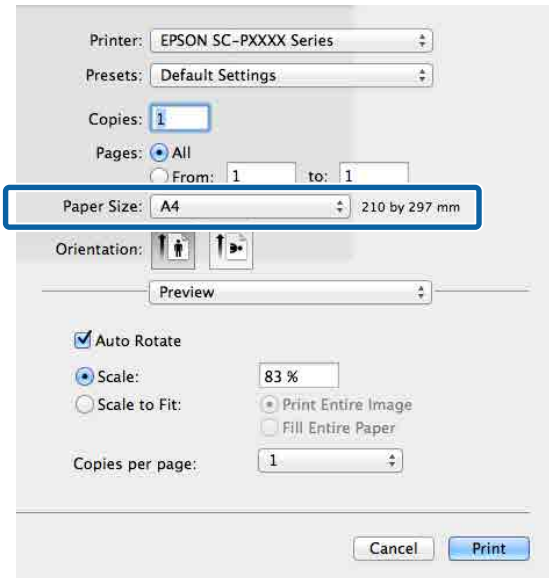 Printer: EPSON SC-PXXXX Series
Presets: Default Settings
Copies: 1
Pages: All
From: 1 to: 1
Paper Size: A4 210 by 297 mm
Orientation:
Preview
Auto Rotate
Scale: 83 %
Scale to Fit: Print Entire Image
Fill Entire Paper
Copies per page: 1
Cancel Print